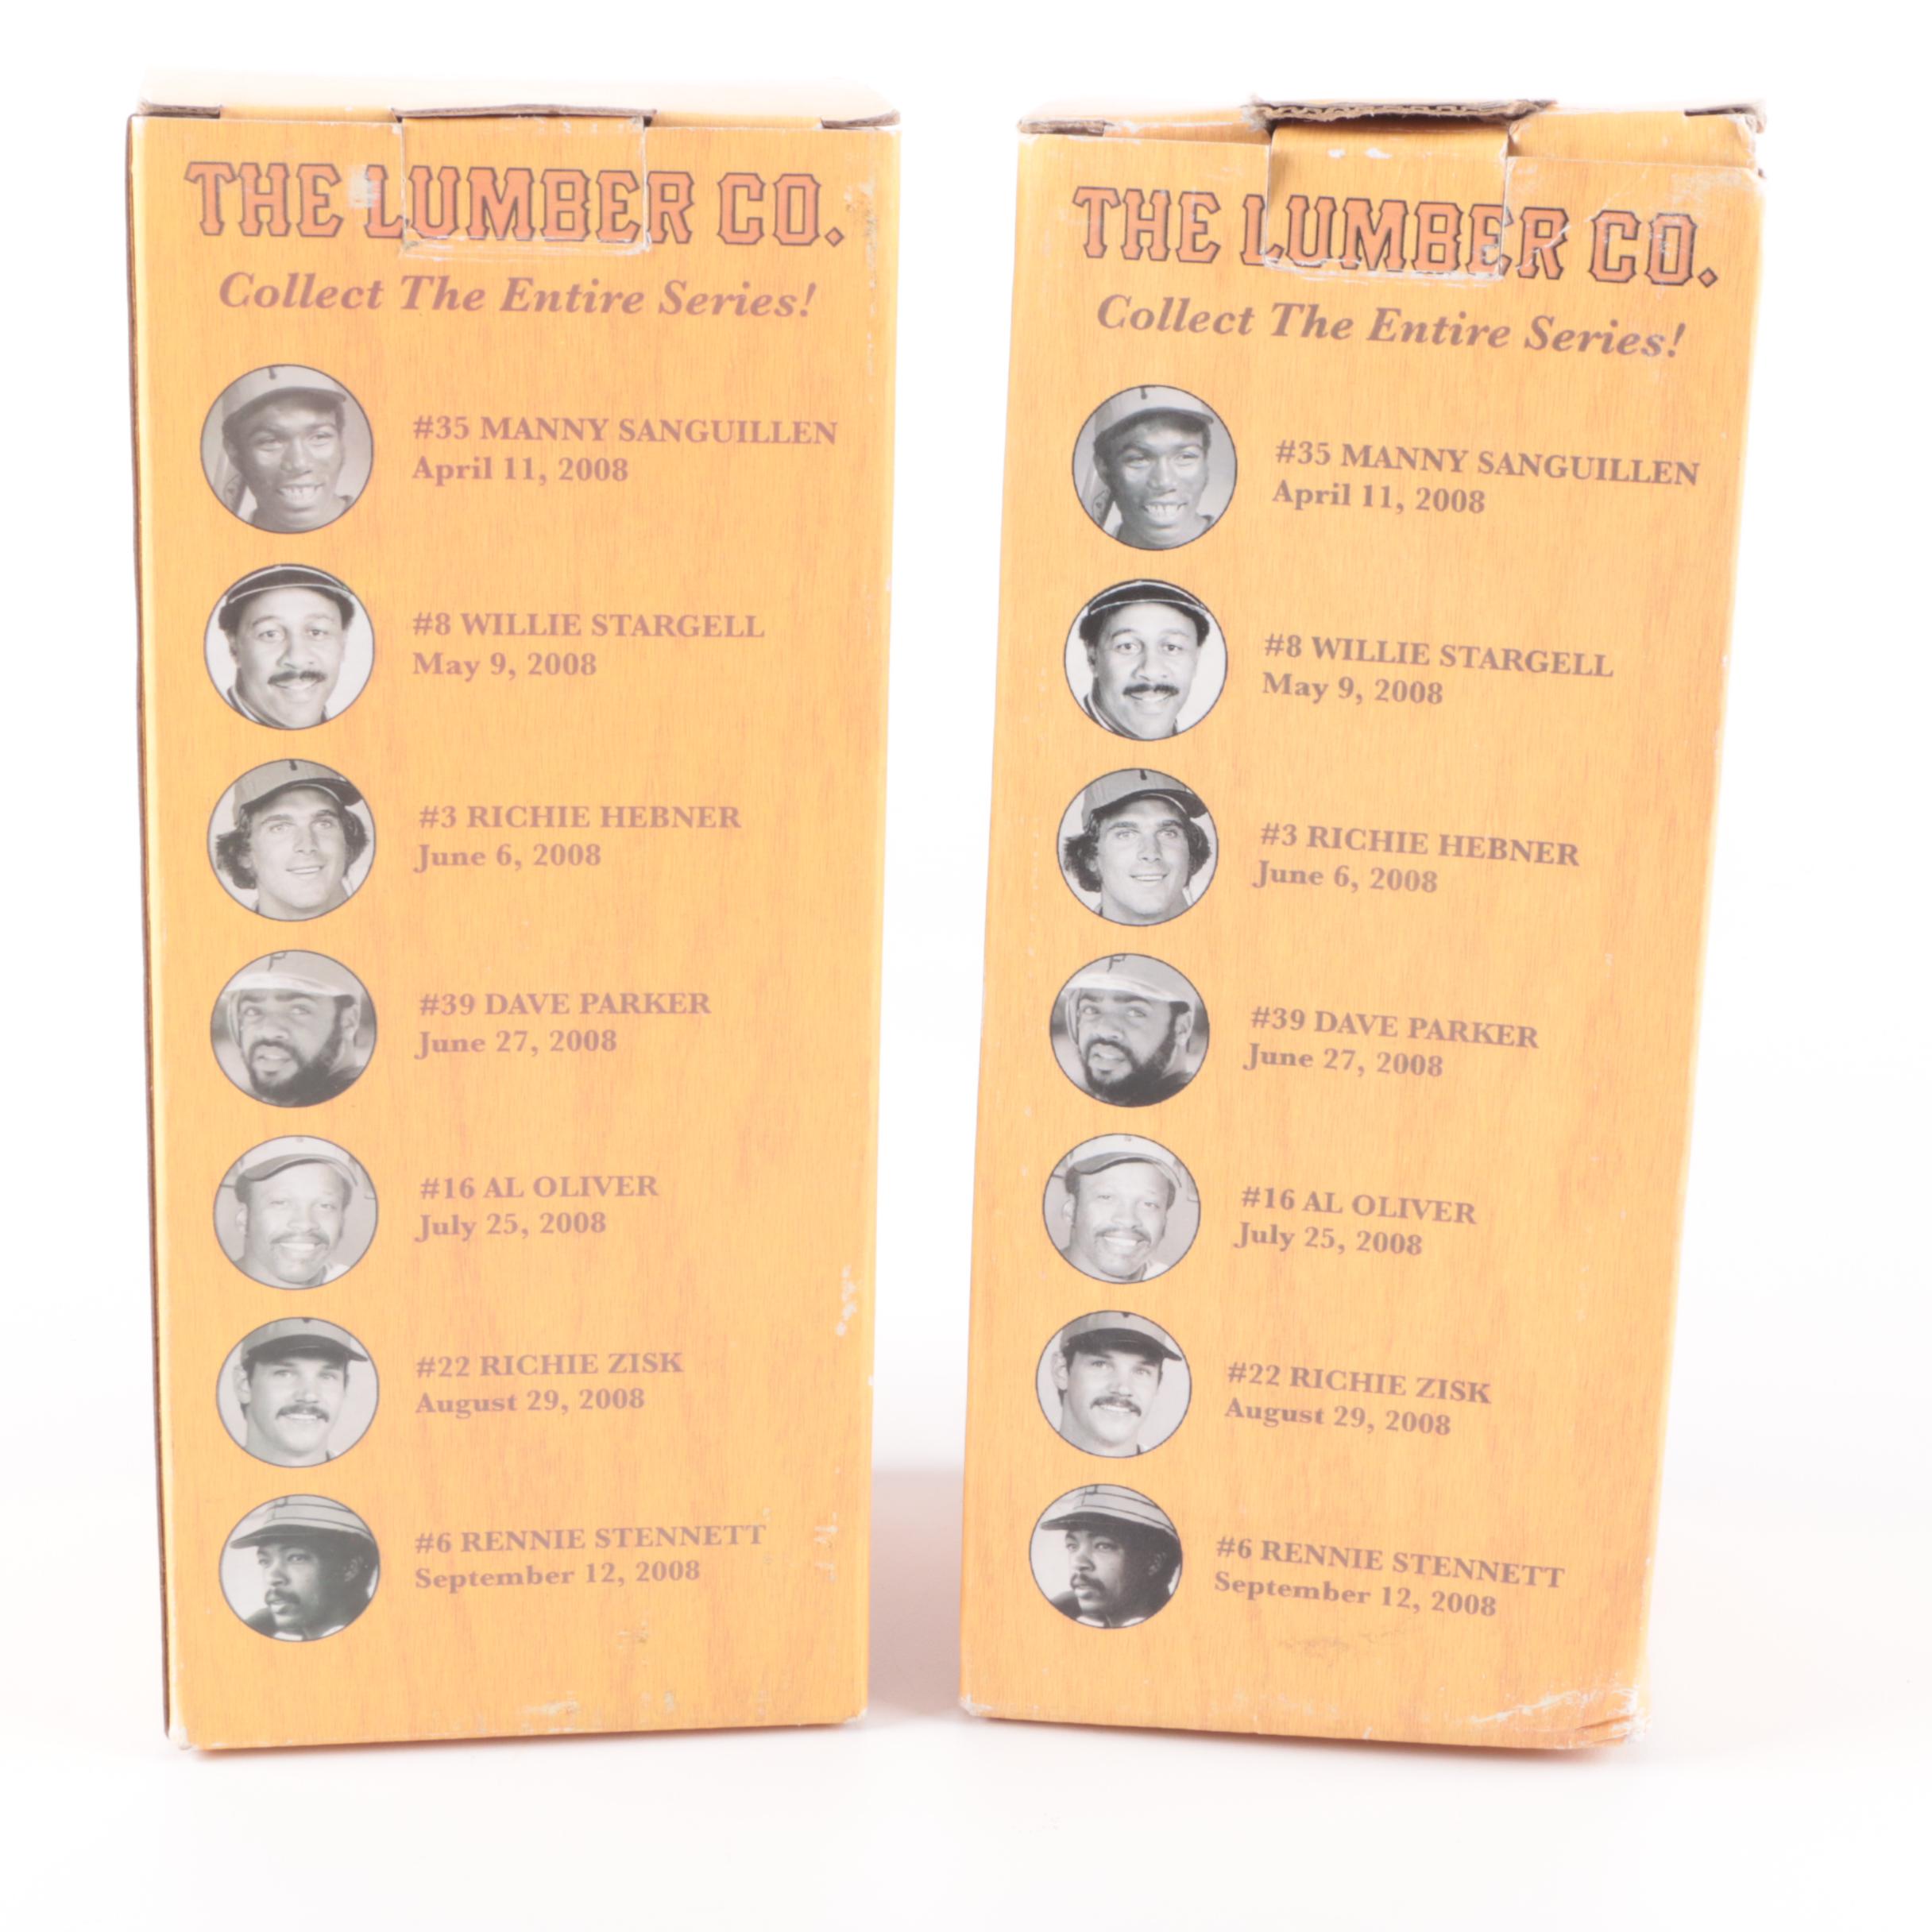 THE LUMBER CO.
Collect The Entire Series!
#35 MANNY SANGUILLEN
April 11, 2008
#8 WILLIE STARGELL
May 9, 2008
#3 RICHIE HEBNER
June 6, 2008
#39 DAVE PARKER
June 27, 2008
#16 AL OLIVER
July 25, 2008
#22 RICHIE ZISK
August 29, 2008
#6 RENNIE STENNETT
September 12, 2008
THE LUMBER CO.
Collect The Entire Series!
#35 MANNY SANGUILLEN
April 11, 2008
#8 WILLIE STARGELL
May 9, 2008
#3 RICHIE HEBNER
June 6, 2008
#39 DAVE PARKER
June 27, 2008
#16 AL OLIVER
July 25, 2008
#22 RICHIE ZISK
August 29, 2008
#6 RENNIE STENNETT
September 12, 2008